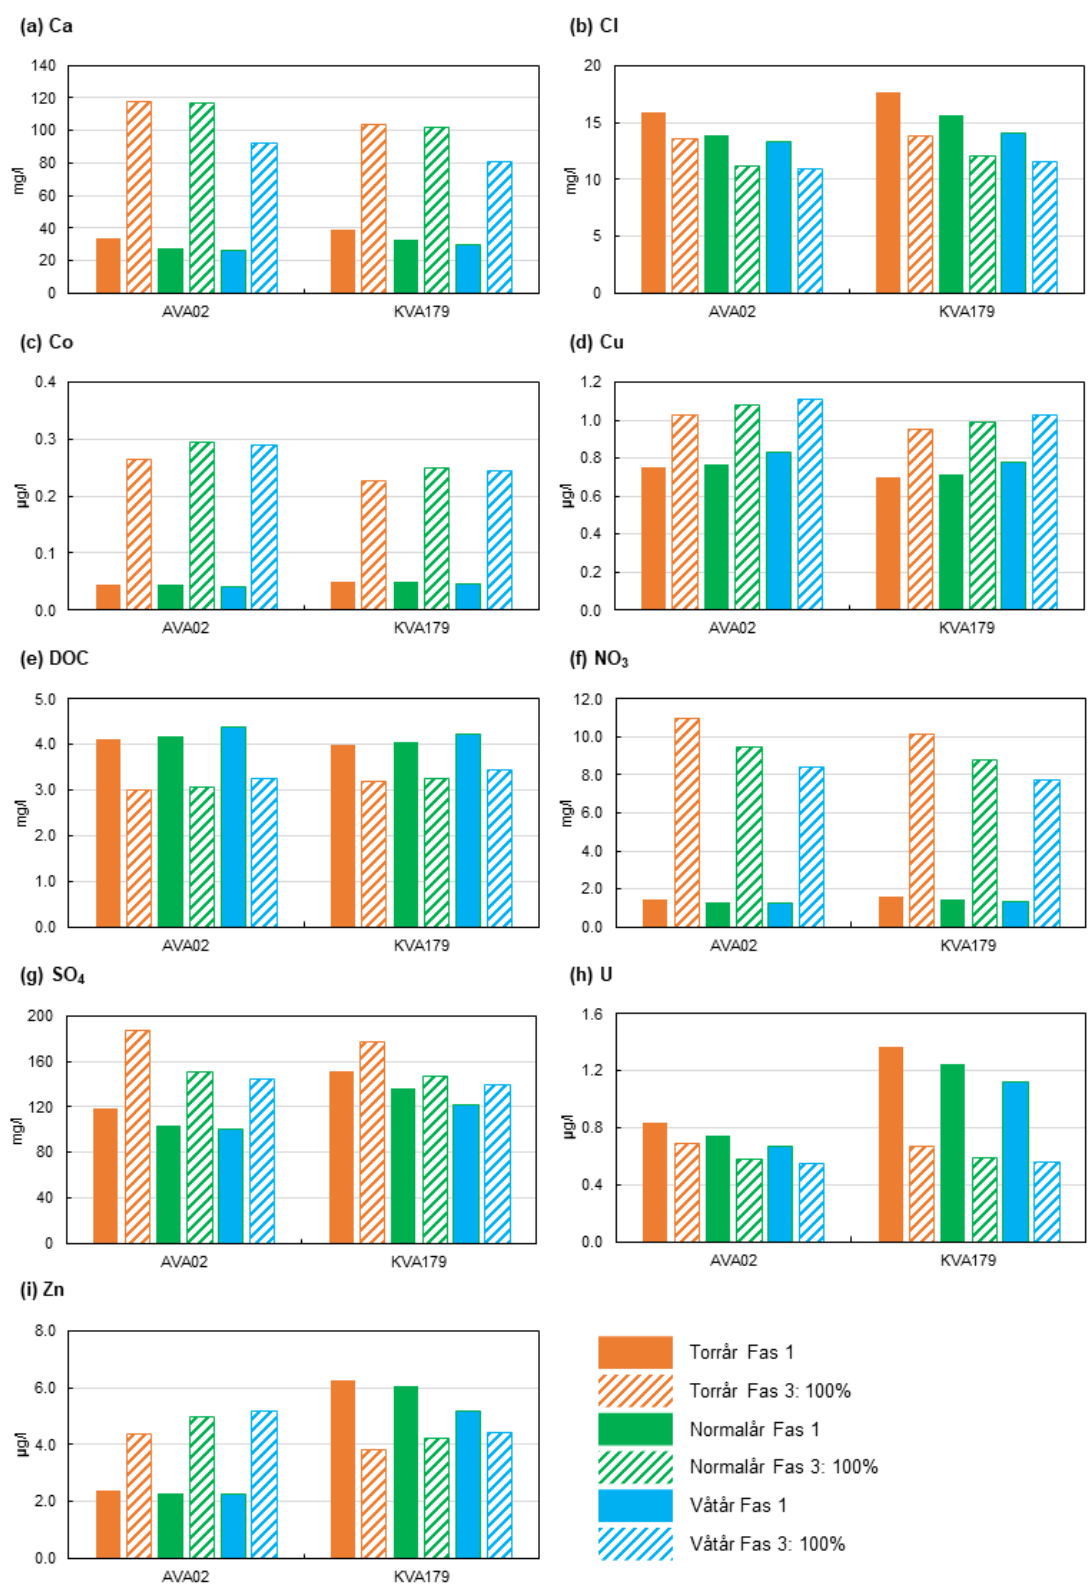 (a) Ca
140
120
100
80
60
40
20
0
mg/l
AVA02
KVA179
(b) Cl
20
15
10
5
0
mg/l
AVA02
KVA179
(c) Co
0.4
0.3
0.2
0.1
0.0
µg/l
AVA02
KVA179
(d) Cu
1.2
1.0
0.8
0.6
0.4
0.2
0.0
µg/l
AVA02
KVA179
(e) DOC
5.0
4.0
3.0
2.0
1.0
0.0
mg/l
AVA02
KVA179
(f) NO₃
12.0
10.0
8.0
6.0
4.0
2.0
0.0
mg/l
AVA02
KVA179
(g) SO₄
200
160
120
80
40
0
mg/l
AVA02
KVA179
(h) U
1.6
1.2
0.8
0.4
0.0
µg/l
AVA02
KVA179
(i) Zn
8.0
6.0
4.0
2.0
0.0
µg/l
AVA02
KVA179
Torrår Fas 1
Torrår Fas 3: 100%
Normalår Fas 1
Normalår Fas 3: 100%
Våtår Fas 1
Våtår Fas 3: 100%